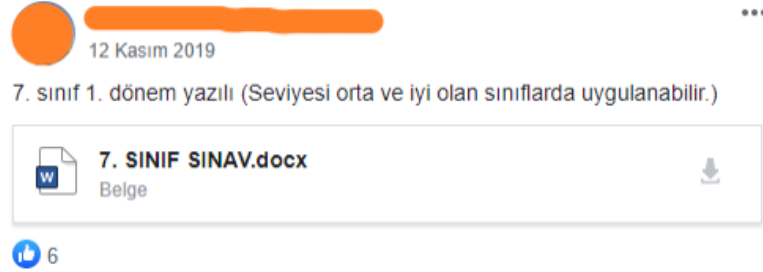 12 Kasım 2019
7. sınıf 1. dönem yazılı (Seviyesi orta ve iyi olan sınıflarda uygulanabilir.)
W
7. SINIF SINAV.docx
Belge
6